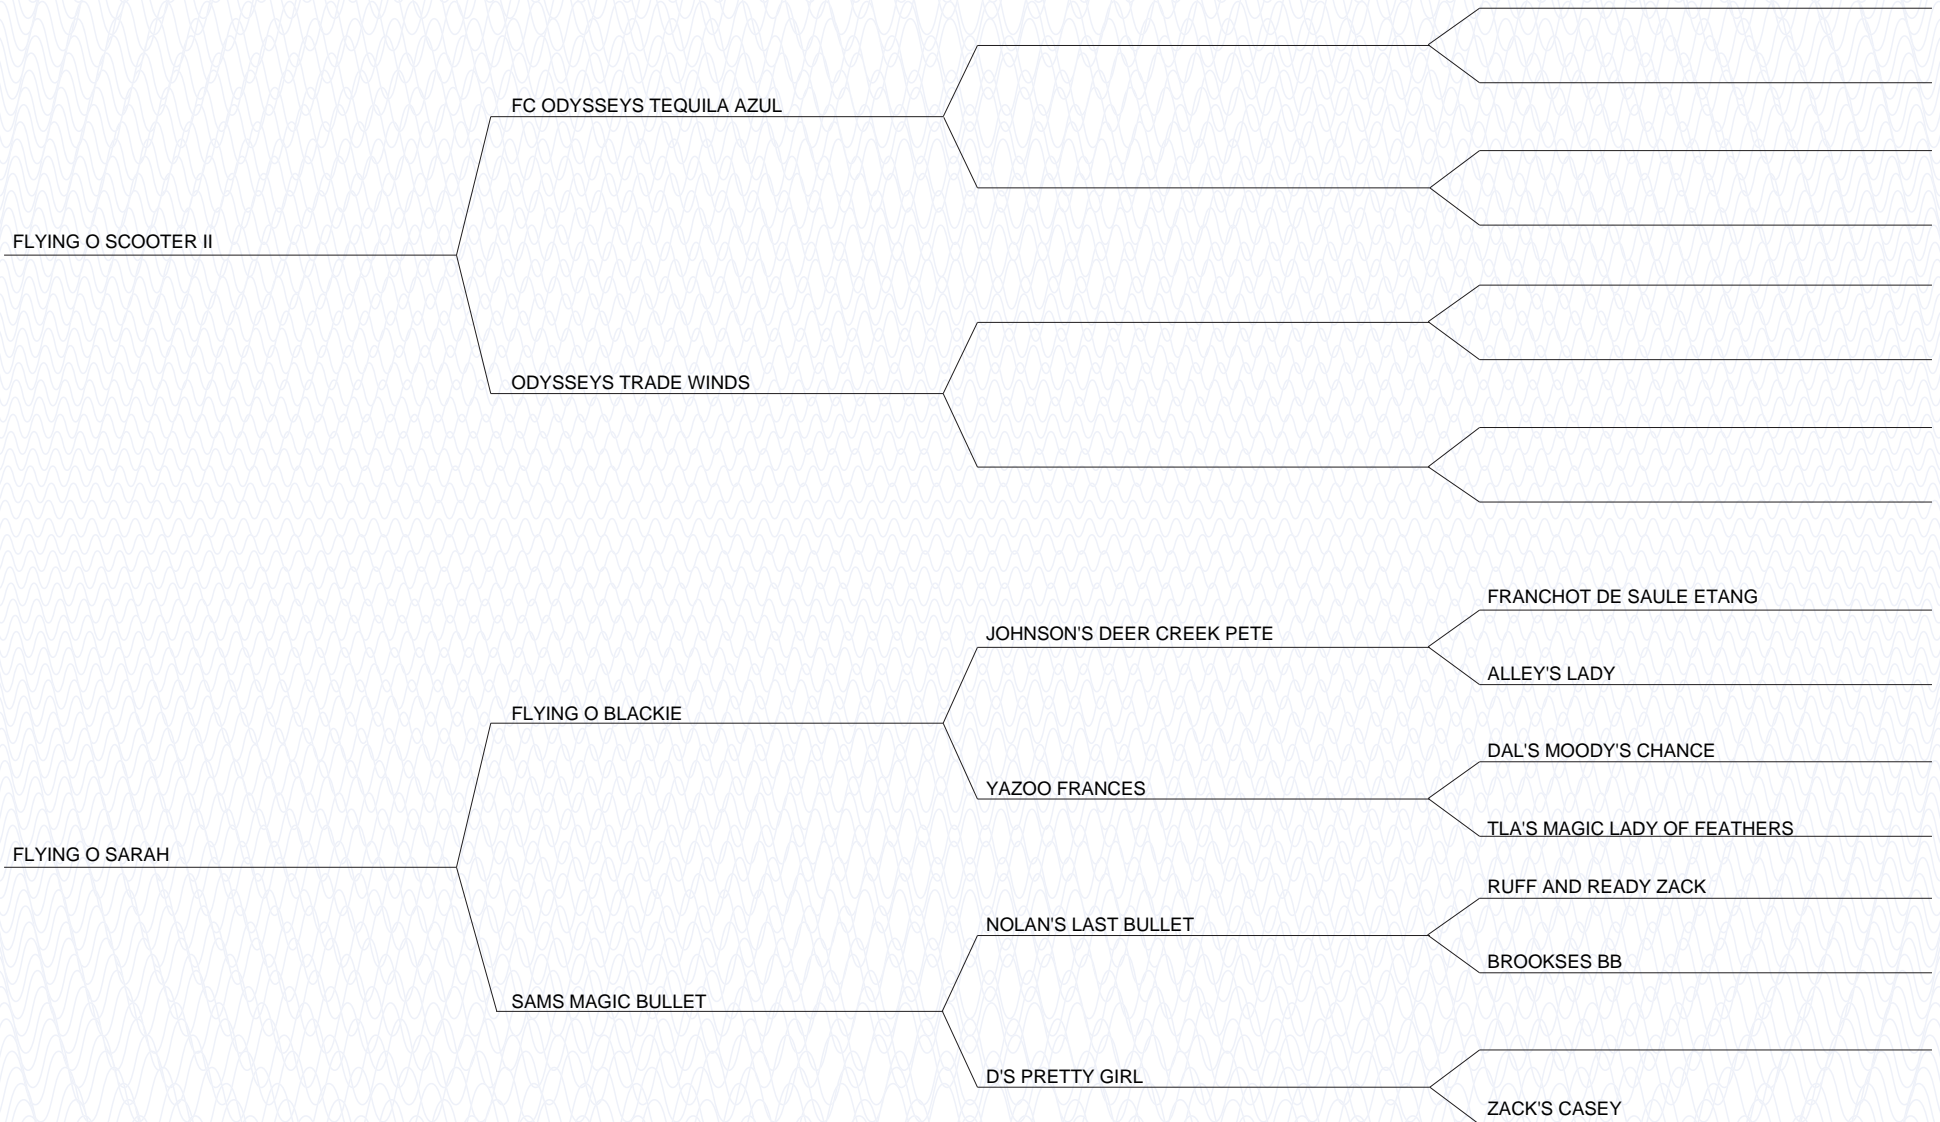 FC ODYSSEYS TEQUILA AZUL
FLYING O SCOOTER II
ODYSSEYS TRADE WINDS
FRANCHOT DE SAULE ETANG
JOHNSON'S DEER CREEK PETE
ALLEY'S LADY
FLYING O BLACKIE
DAL'S MOODY'S CHANCE
YAZOO FRANCES
TLA'S MAGIC LADY OF FEATHERS
FLYING O SARAH
RUFF AND READY ZACK
NOLAN'S LAST BULLET
BROOKSES BB
SAMS MAGIC BULLET
D'S PRETTY GIRL
ZACK'S CASEY